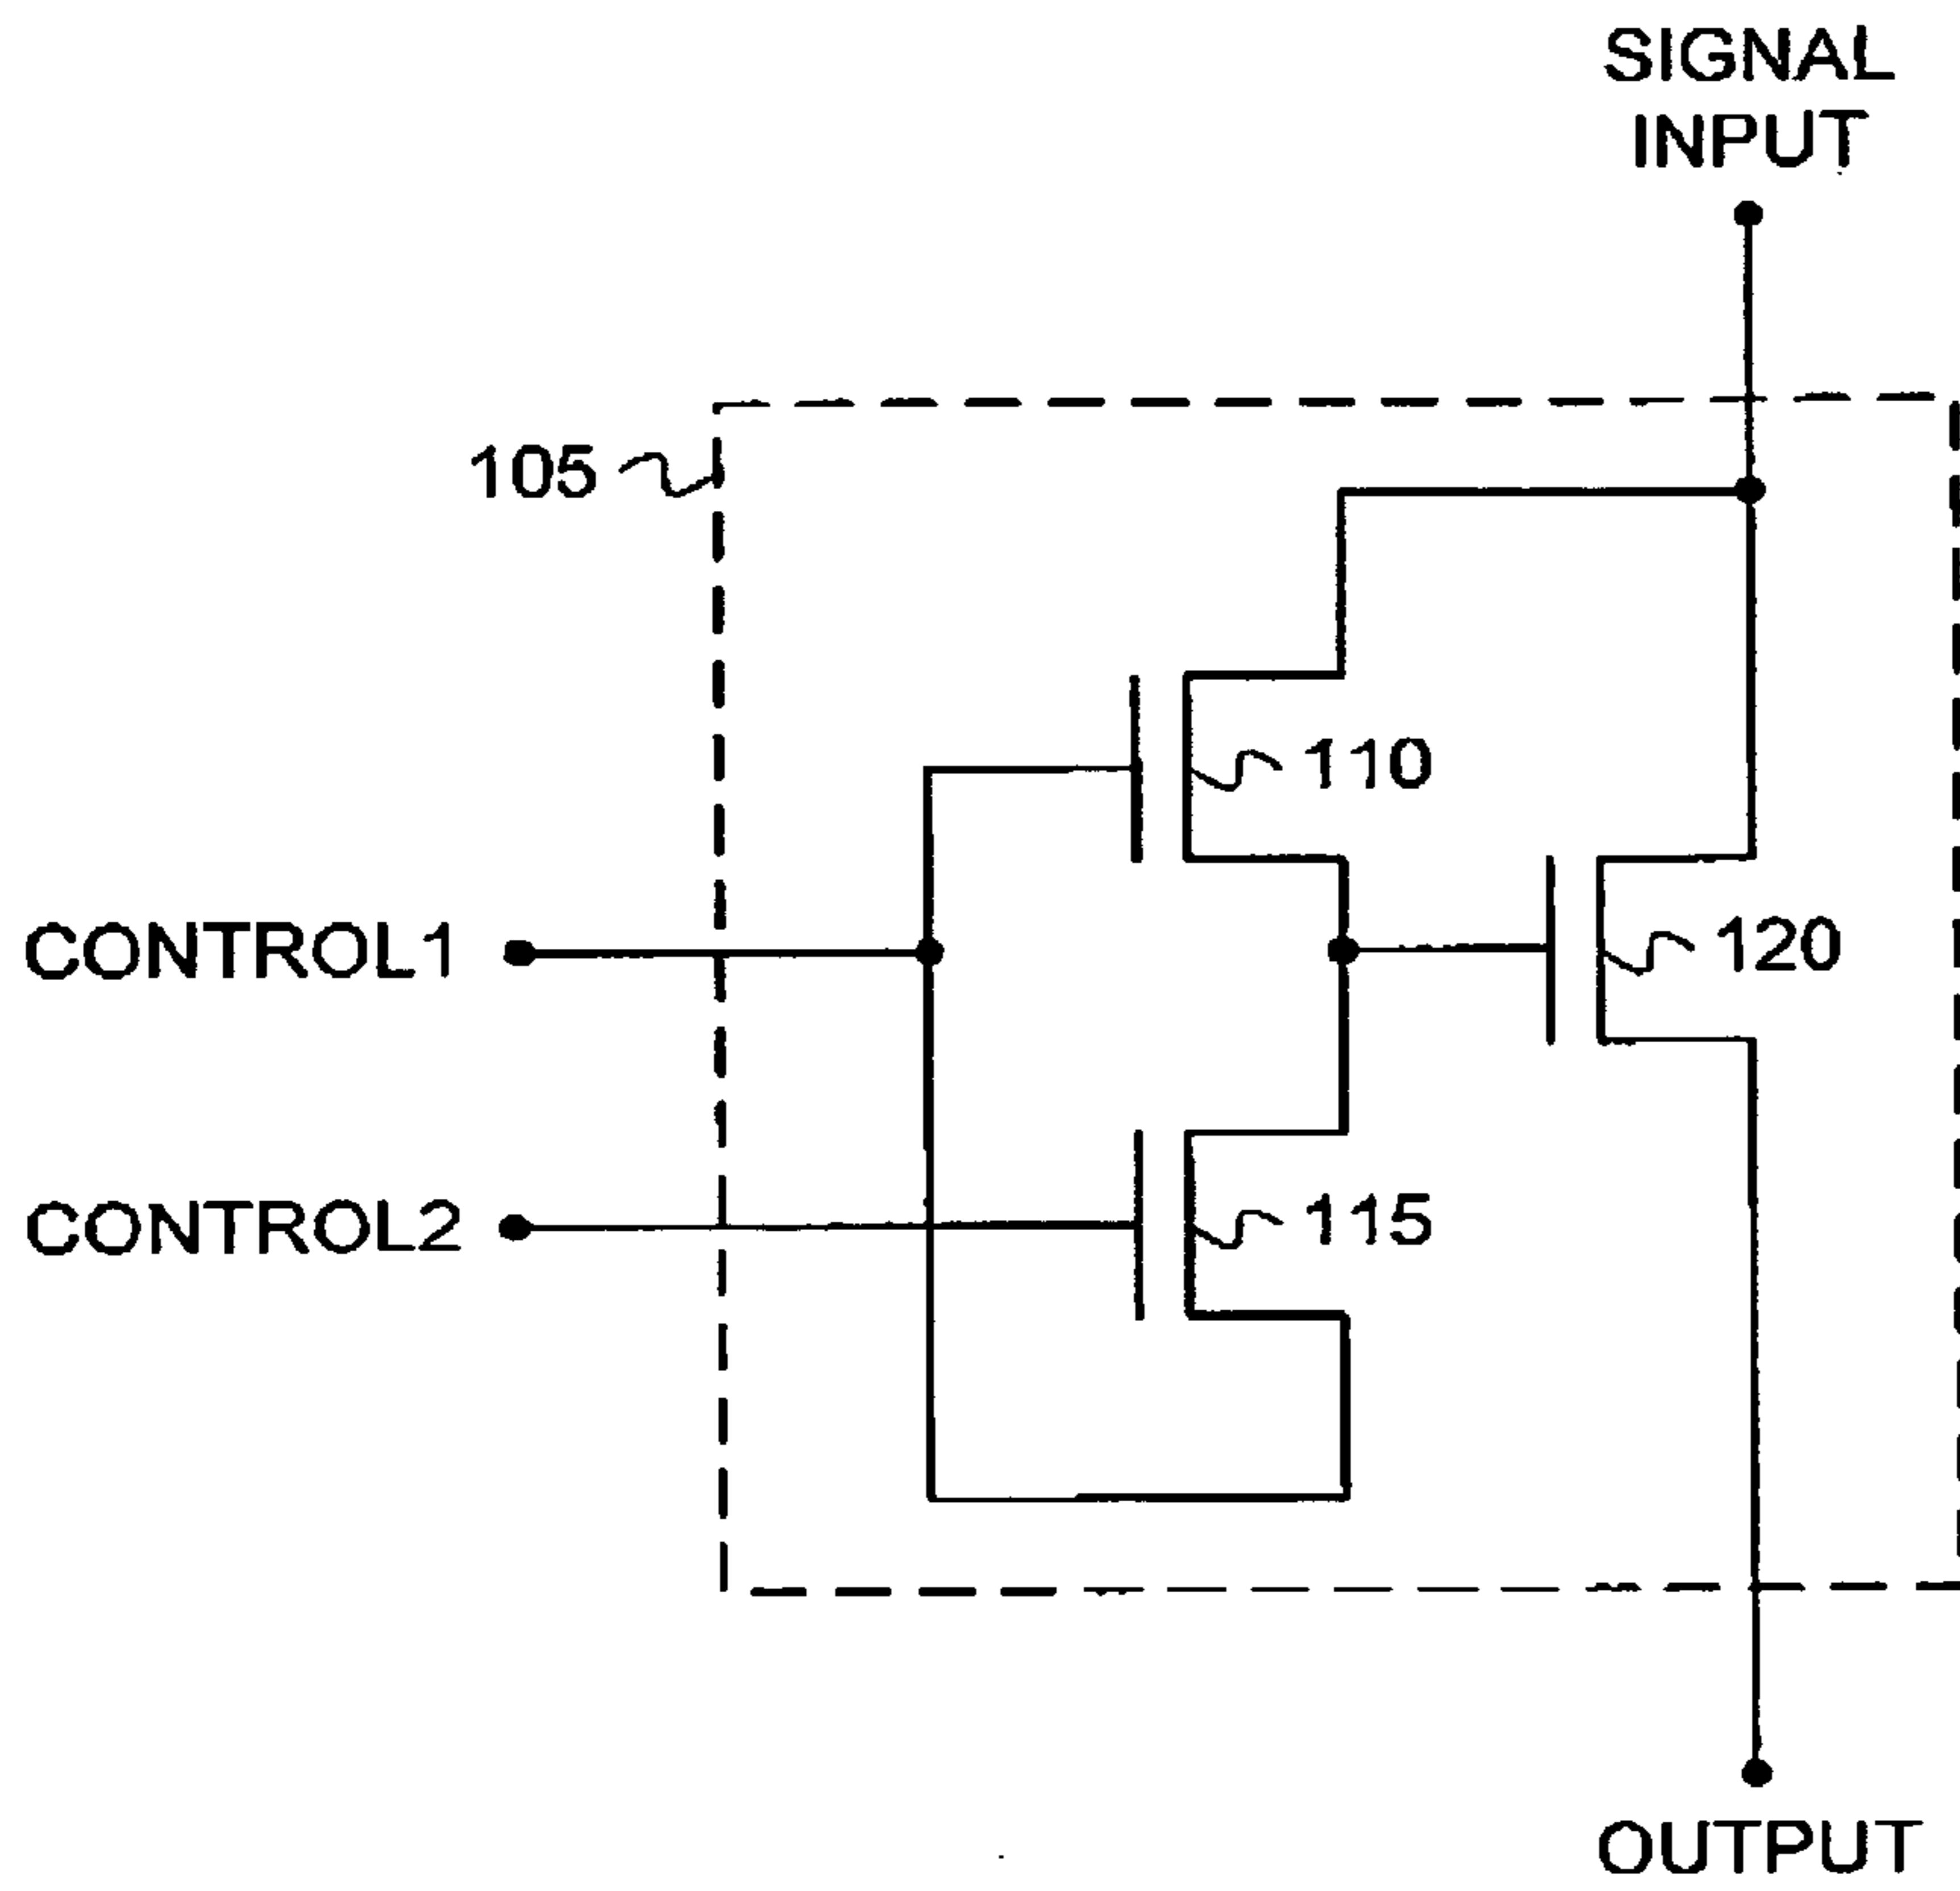 SIGNAL
INPUT
105
110
CONTROL1
120
CONTROL2
115
OUTPUT